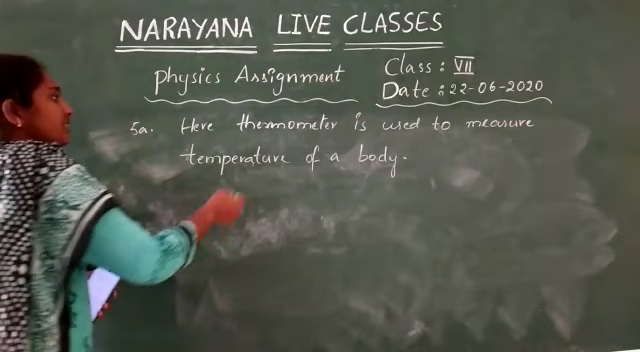 NARAYANA LIVE CLASSES
Physics Assignment
Class : VII
Date : 22-06-2020
5a. Here thermometer is used to measure
temperature of a body.